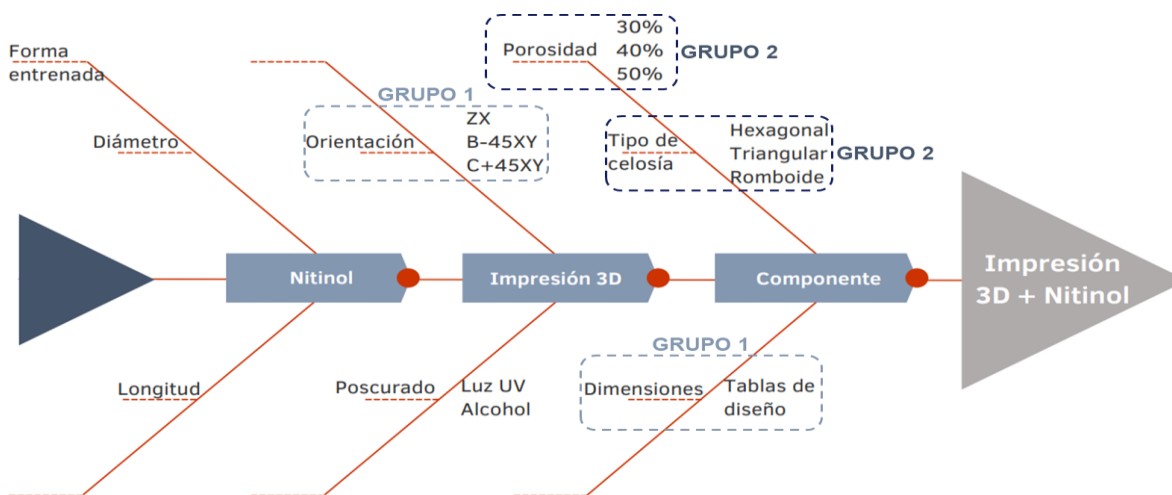 Forma
entrenada
Diámetro
GRUPO 1
Orientación
ZX
B-45XY
C+45XY
Porosidad
30%
40%
50%
GRUPO 2
Tipo de
celosía
Hexagonal
Triangular
Romboide
GRUPO 2
Nitinol
Impresión 3D
Componente
Impresión
3D + Nitinol
Longitud
Poscurado
Luz UV
Alcohol
GRUPO 1
Dimensiones
Tablas de
diseño